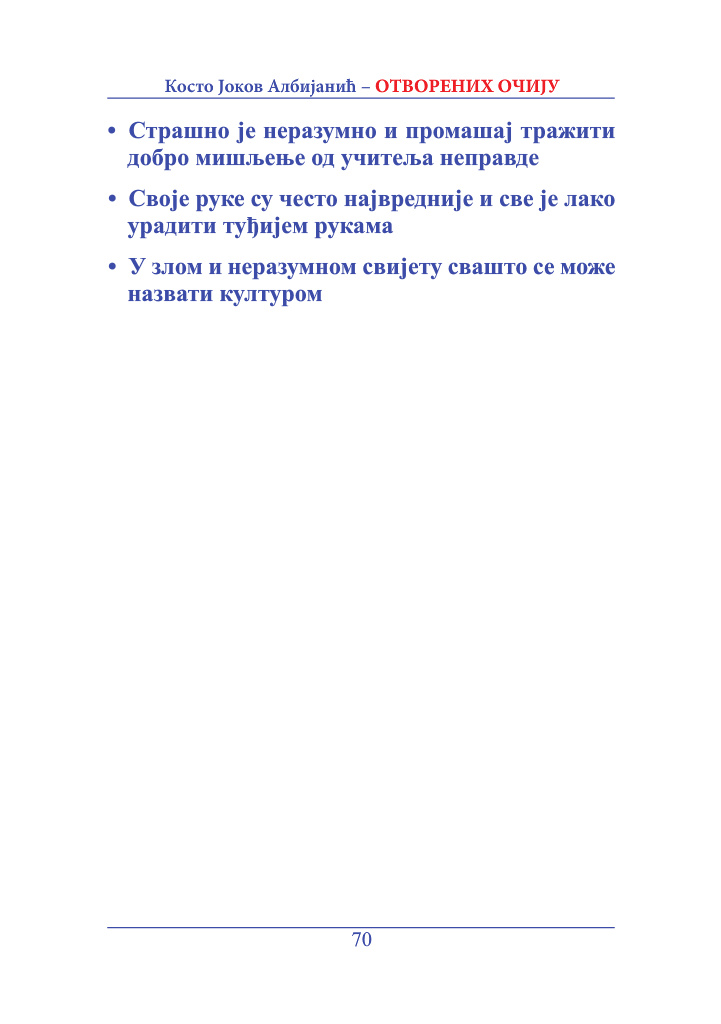 Косто Јоков Албијанић – ОТВОРЕНИХ ОЧИЈУ
• Страшно је неразумно и промашај тражити
добро мишљење од учитеља неправде
• Своје руке су често највредније и све је лако
урадити туђијем рукама
• У злом и неразумном свијету свашто се може
назвати културом
70